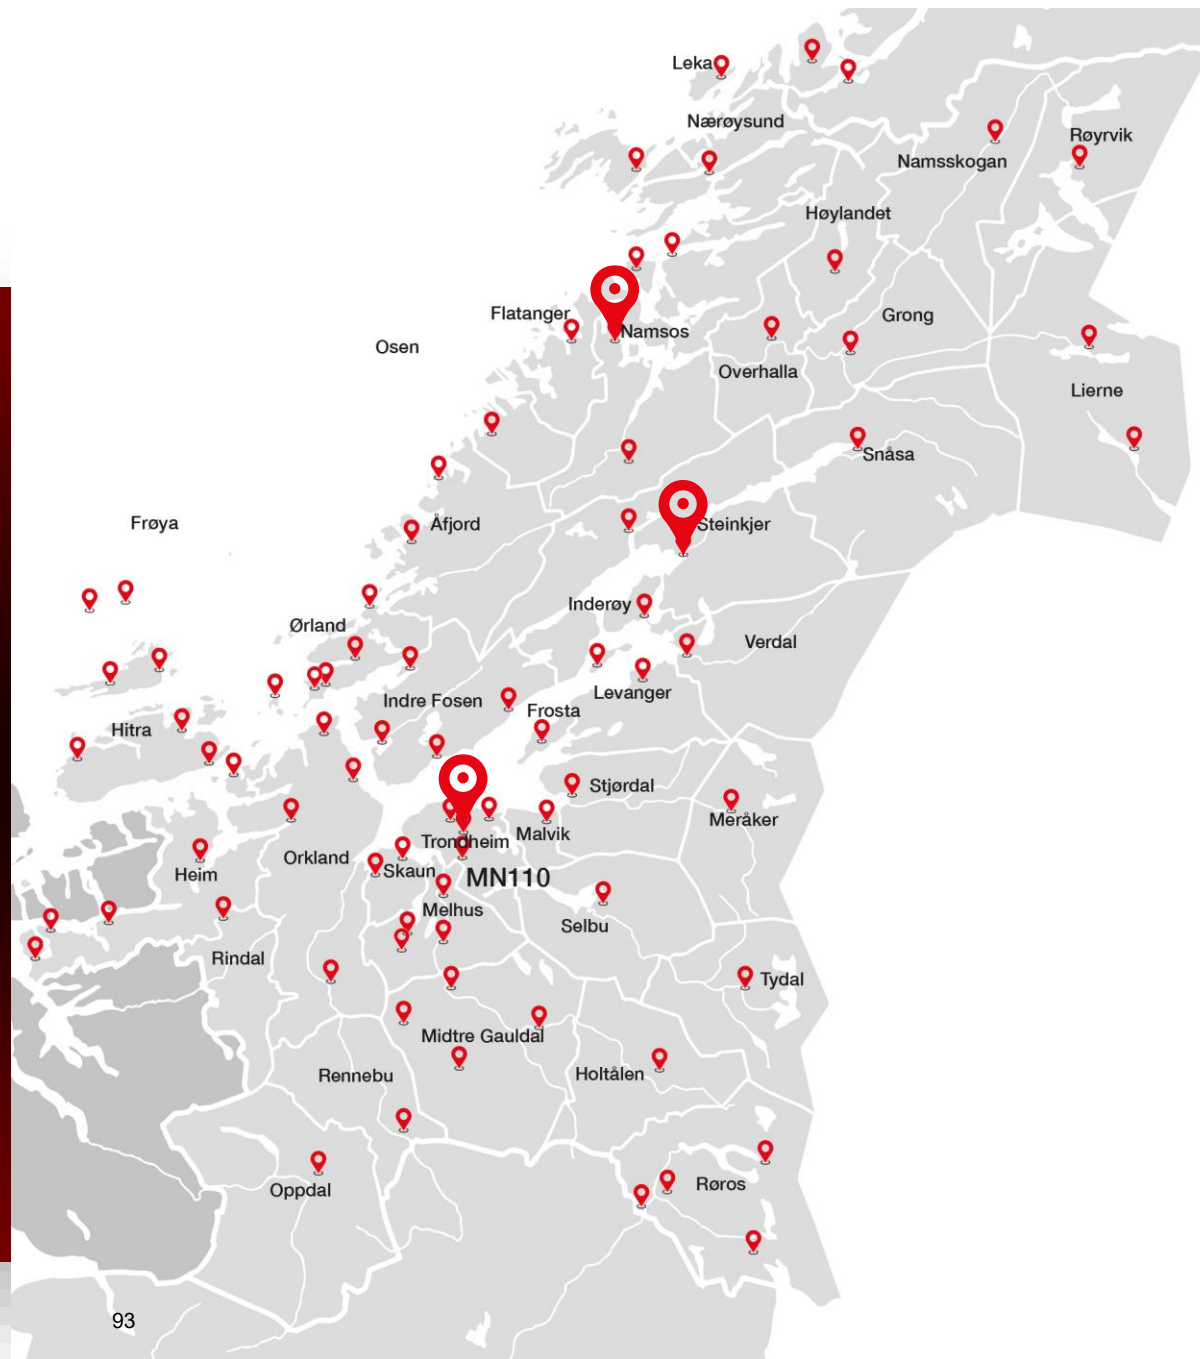 Leka
Nærøysund
Røyrvik
Namsskogan
Høylandet
Flatanger
Grong
Namsos
Osen
Overhalla
Lierne
Snåsa
Frøya
Åfjord
Steinkjer
Inderøy
Ørland
Verdal
Levanger
Indre Fosen
Frosta
Hitra
Stjørdal
Meråker
Malvik
Trondheim
Orkland
Skaun
Heim
MN110
Melhus
Selbu
Rindal
Tydal
Midtre Gauldal
Holtålen
Rennebu
Røros
Oppdal
93